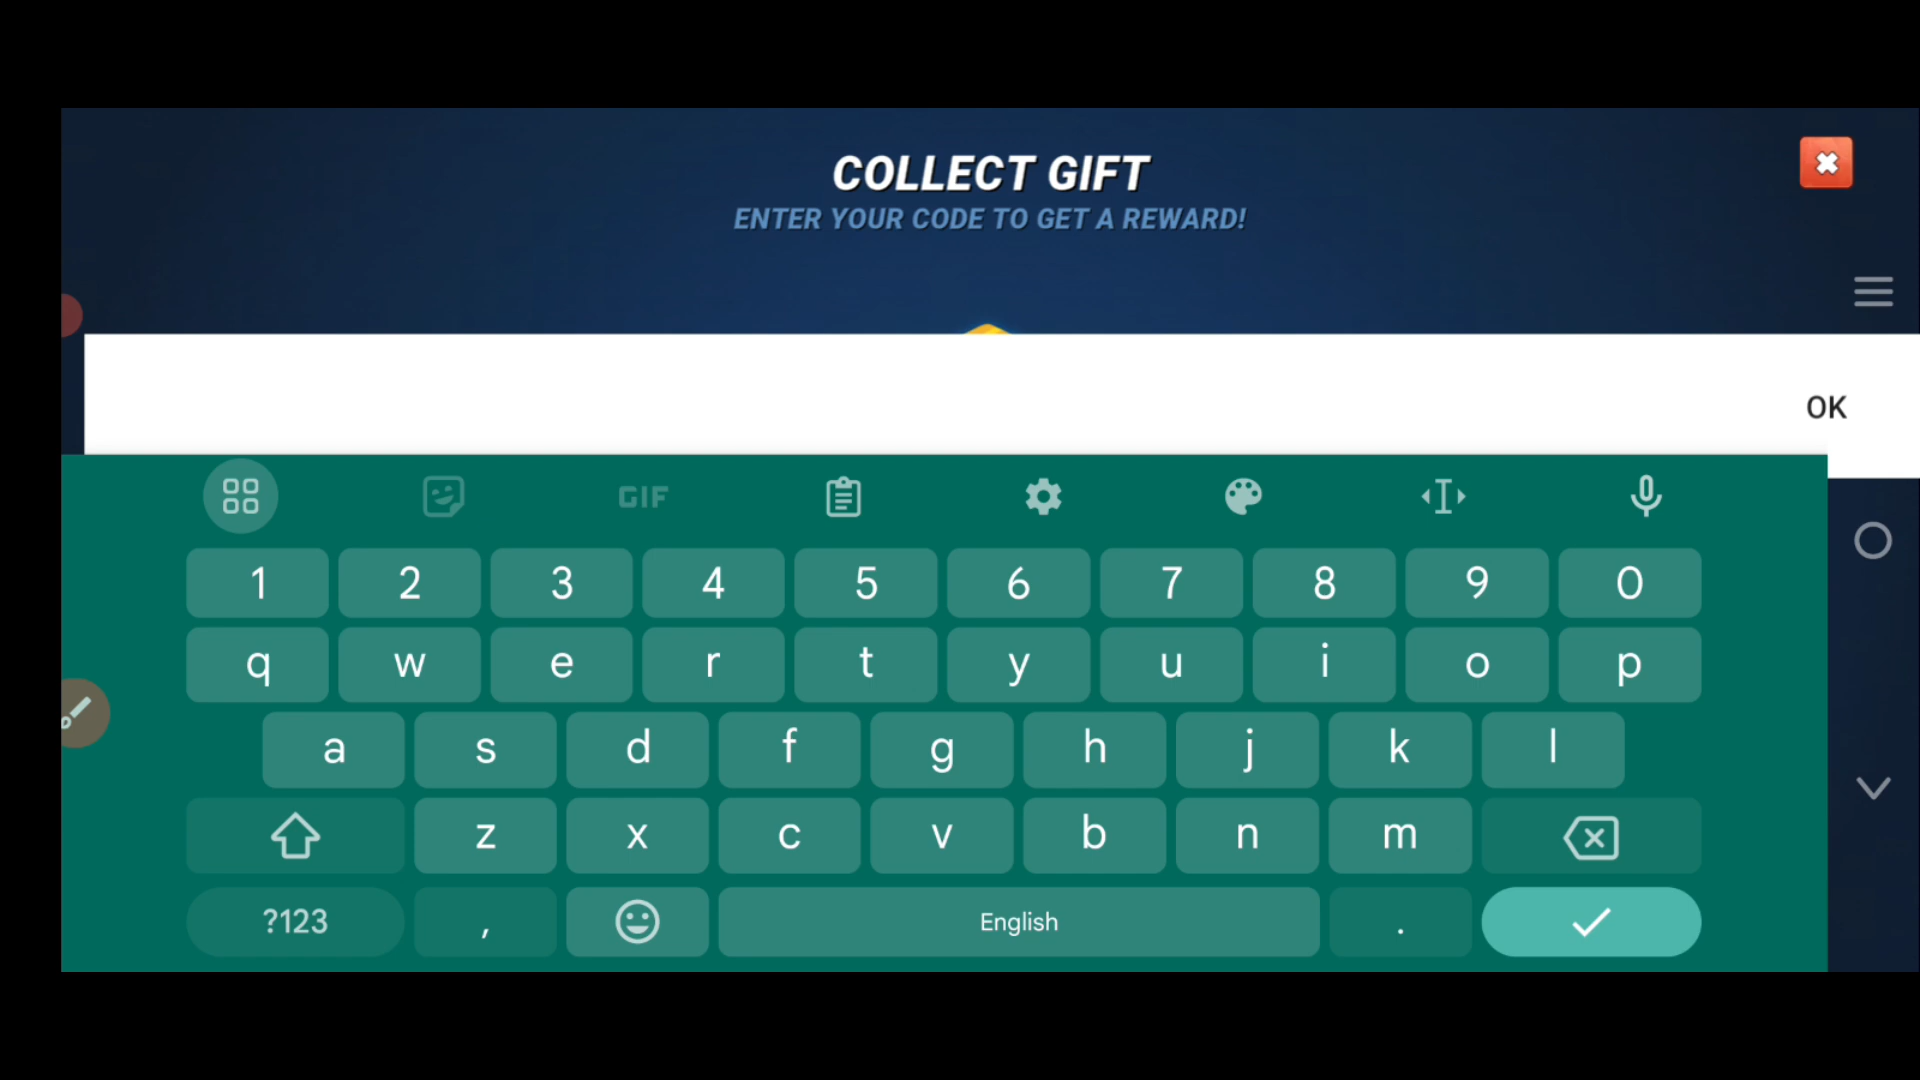 COLLECT GIFT
ENTER YOUR CODE TO GET A REWARD!
OK
GIF
1 2 3 4 5 6 7 8 9 0
q w e r t y u i o p
a s d f g h j k l
z x c v b n m
?123 , English .